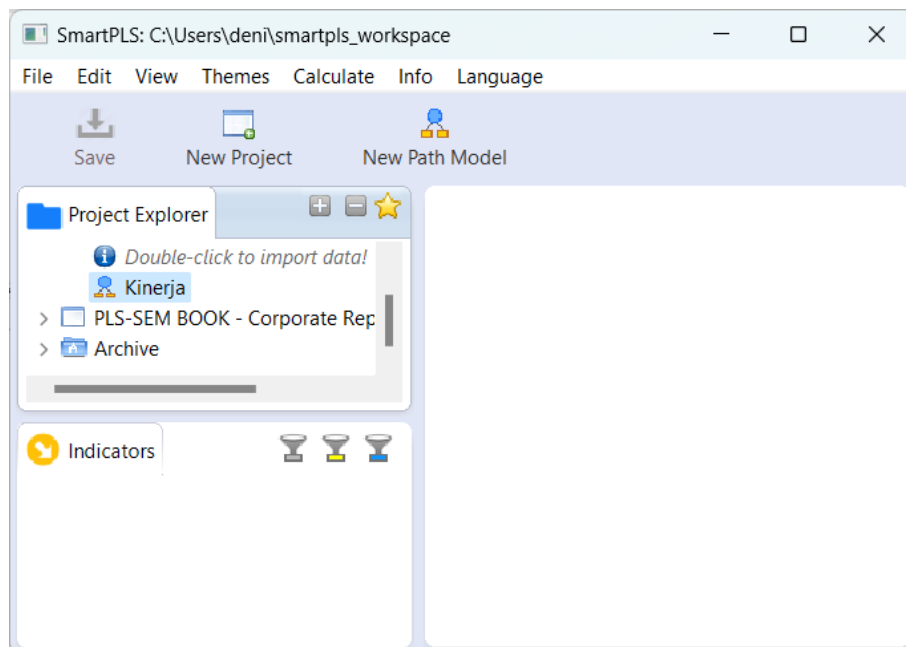 SmartPLS: C:\Users\deni\smartpls_workspace
File Edit View Themes Calculate Info Language
Save New Project New Path Model
Project Explorer
Double-click to import data!
Kinerja
PLS-SEM BOOK - Corporate Rep
Archive
Indicators